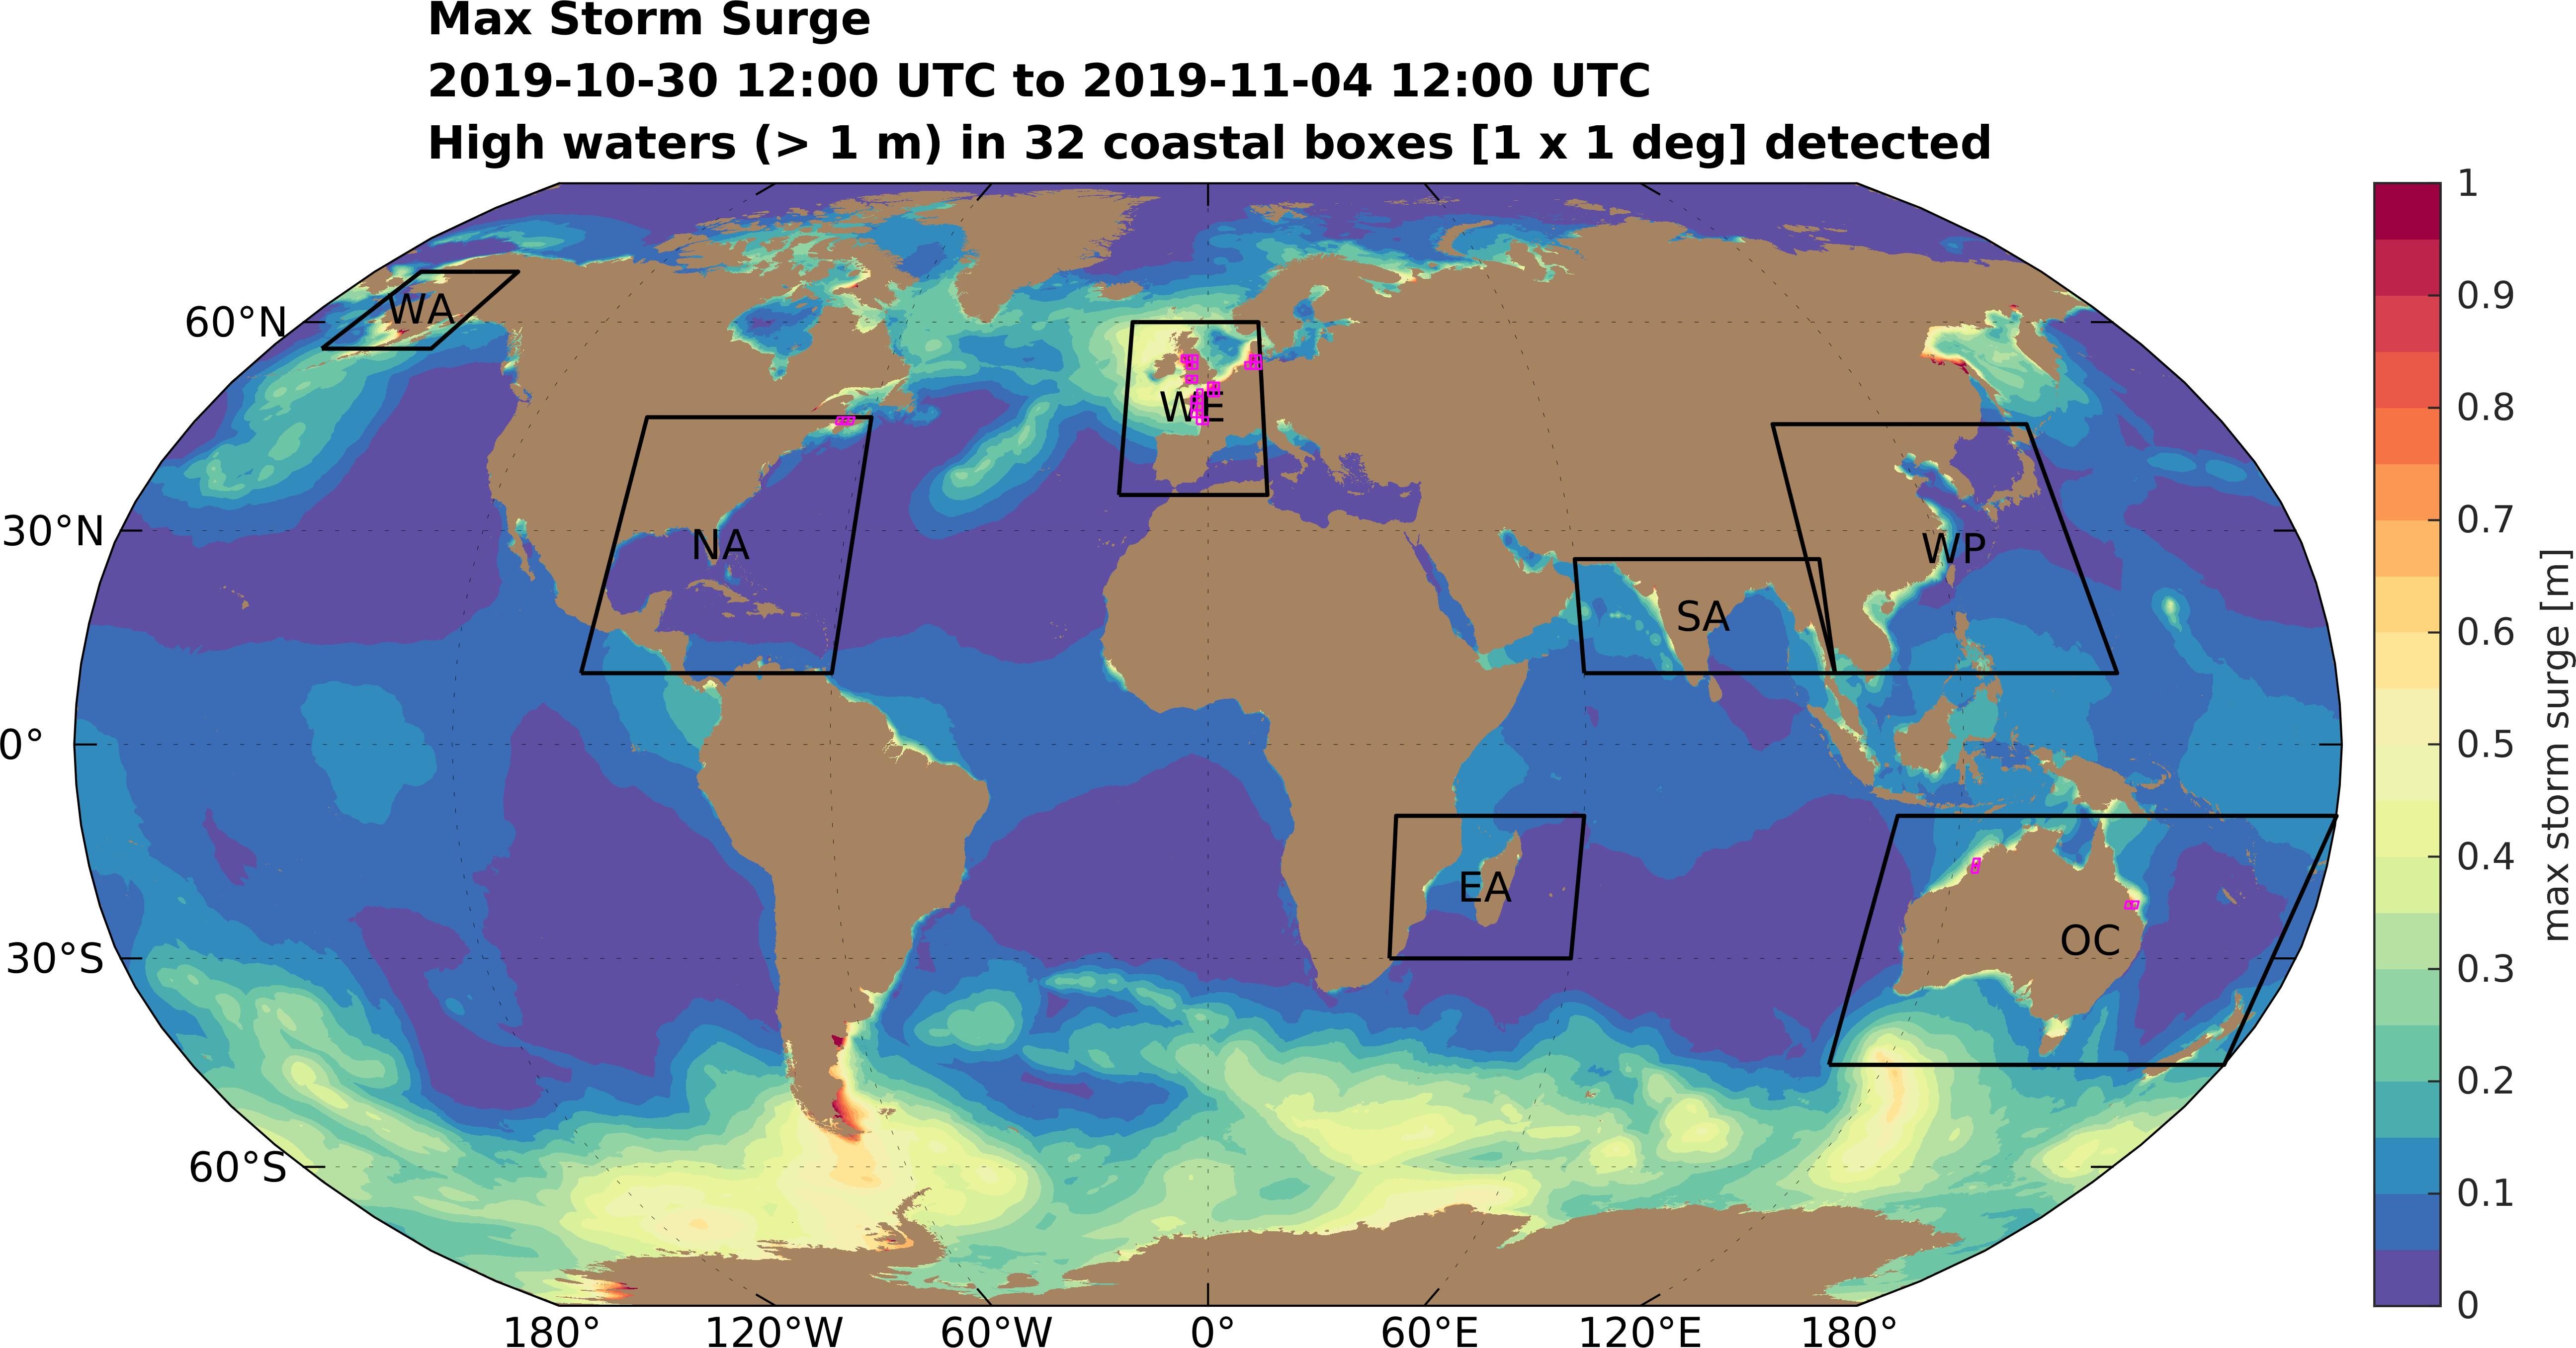 Max Storm Surge
2019-10-30 12:00 UTC to 2019-11-04 12:00 UTC
High waters (> 1 m) in 32 coastal boxes [1 x 1 deg] detected
60°N
30°N
0°
30°S
60°S
180°
120°W
60°W
0°
60°E
120°E
180°
WA
NA
WE
SA
WP
EA
OC
1
0.9
0.8
0.7
0.6
0.5
0.4
0.3
0.2
0.1
0
max storm surge [m]